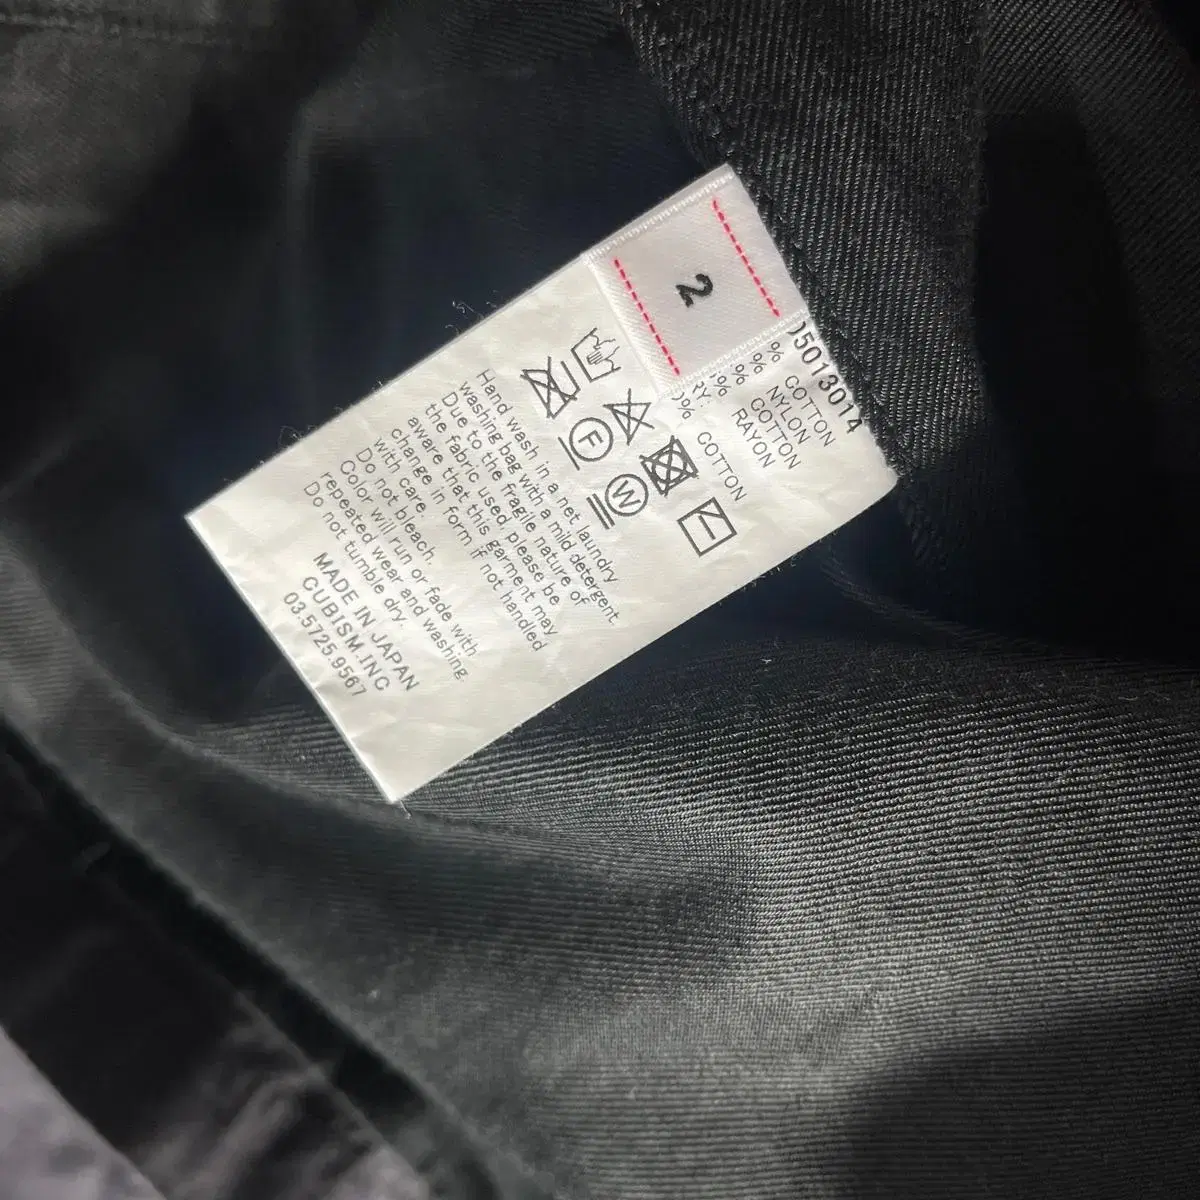 2
05013014
% COTTON
% NYLON
% COTTON
% RAYON
% COTTON
F
W
Hand wash in a net laundry
washing bag with a mild detergent.
Due to the fragile nature of
the fabric used please be
aware that this garment may
change in form if not handled
with care.
Do not bleach.
Color will run or fade with
repeated wear and washing.
Do not tumble dry.
MADE IN JAPAN
CUBISM.INC
03.5725.9567